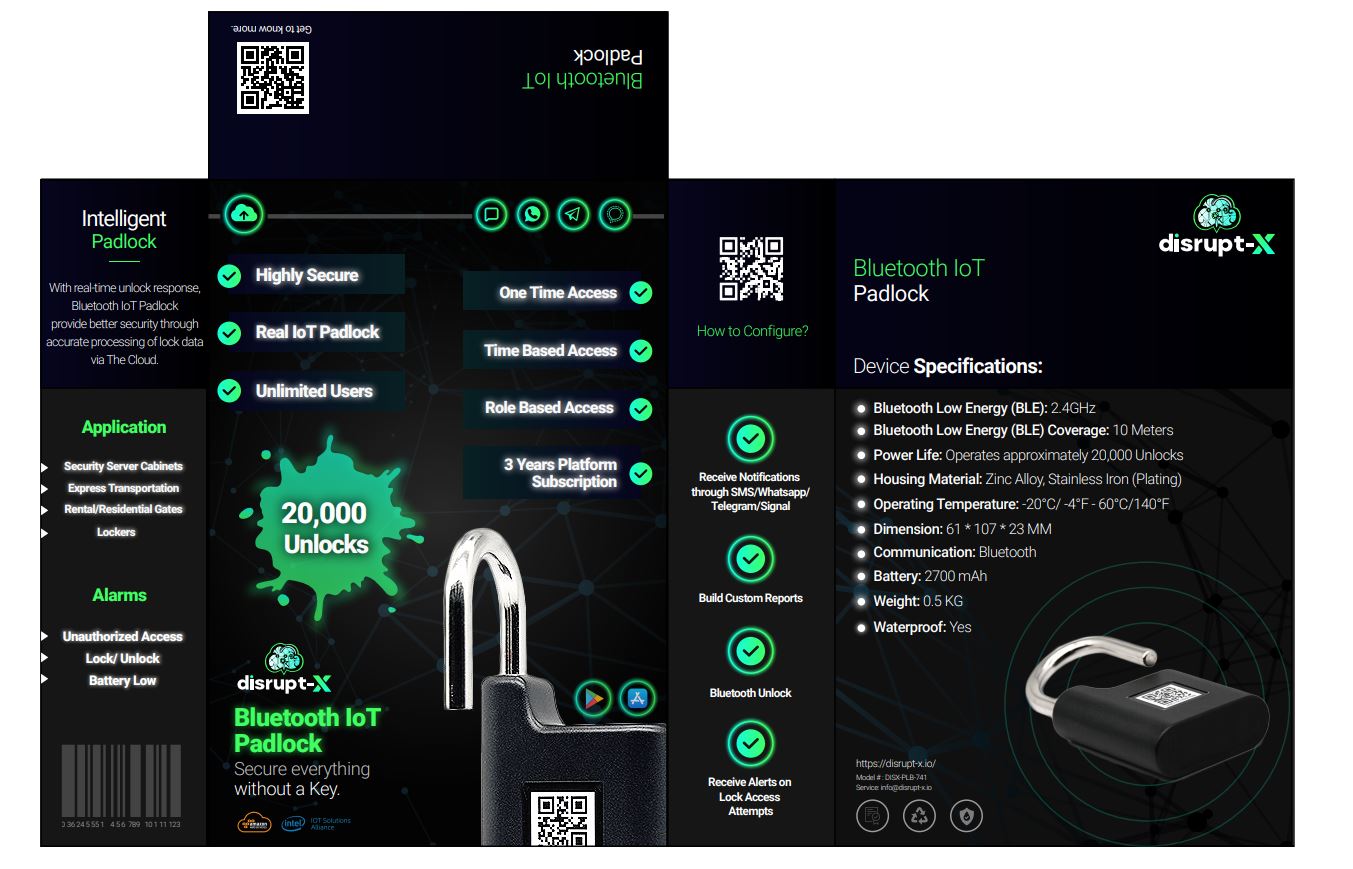 Get to know more.
Bluetooth IoT
Padlock
Intelligent
Padlock
With real-time unlock response,
Bluetooth IoT Padlock
provide better security through
accurate processing of lock data
via The Cloud.
Application
Security Server Cabinets
Express Transportation
Rental/Residential Gates
Lockers
Alarms
Unauthorized Access
Lock/ Unlock
Battery Low
0 36 24 5 55 1 4 5 6 789 10 1 11 123
Highly Secure
Real IoT Padlock
Unlimited Users
One Time Access
Time Based Access
Role Based Access
3 Years Platform
Subscription
20,000
Unlocks
disrupt-X
Bluetooth IoT
Padlock
Secure everything
without a Key.
amazon
intel
IOT Solutions
Alliance
How to Configure?
Receive Notifications
through SMS/Whatsapp/
Telegram/Signal
Build Custom Reports
Bluetooth Unlock
Receive Alerts on
Lock Access
Attempts
disrupt-X
Bluetooth IoT
Padlock
Device Specifications:
Bluetooth Low Energy (BLE): 2.4GHz
Bluetooth Low Energy (BLE) Coverage: 10 Meters
Power Life: Operates approximately 20,000 Unlocks
Housing Material: Zinc Alloy, Stainless Iron (Plating)
Operating Temperature: -20°C/ -4°F - 60°C/140°F
Dimension: 61 * 107 * 23 MM
Communication: Bluetooth
Battery: 2700 mAh
Weight: 0.5 KG
Waterproof: Yes
https://disrupt-x.io/
Model # : DISX-PLB-741
Service: info@disrupt-x.io